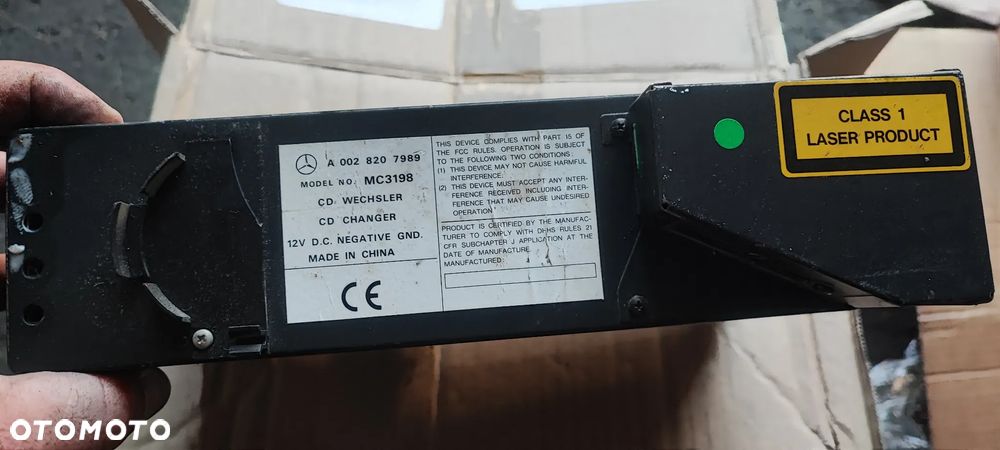 A 002 820 7989
MODEL NO. MC3198
CD WECHSLER
CD CHANGER
12V D.C. NEGATIVE GND.
MADE IN CHINA
CE
THIS DEVICE COMPLIES WITH PART 15 OF
THE FCC RULES. OPERATION IS SUBJECT
TO THE FOLLOWING TWO CONDITIONS:
(1) THIS DEVICE MAY NOT CAUSE HARMFUL
INTERFERENCE:
(2) THIS DEVICE MUST ACCEPT ANY INTER-
FERENCE RECEIVED INCLUDING INTER-
FERENCE THAT MAY CAUSE UNDESIRED
OPERATION
PRODUCT IS CERTIFIED BY THE MANUFAC-
TURER TO COMPLY WITH DHHS RULES 21
CFR SUBCHAPTER J APPLICATION AT THE
DATE OF MANUFACTURE
MANUFACTURED:
CLASS 1
LASER PRODUCT
OTOMOTO